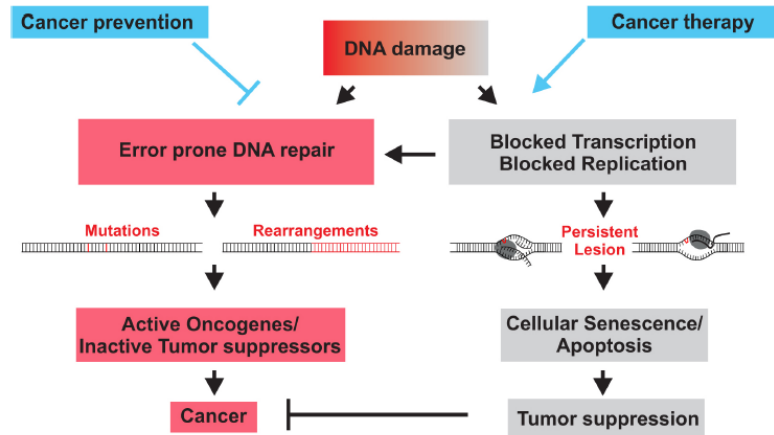 Cancer prevention
DNA damage
Cancer therapy
Error prone DNA repair
Blocked Transcription
Blocked Replication
Mutations
Rearrangements
Persistent
Lesion
Active Oncogenes/
Inactive Tumor suppressors
Cellular Senescence/
Apoptosis
Cancer
Tumor suppression